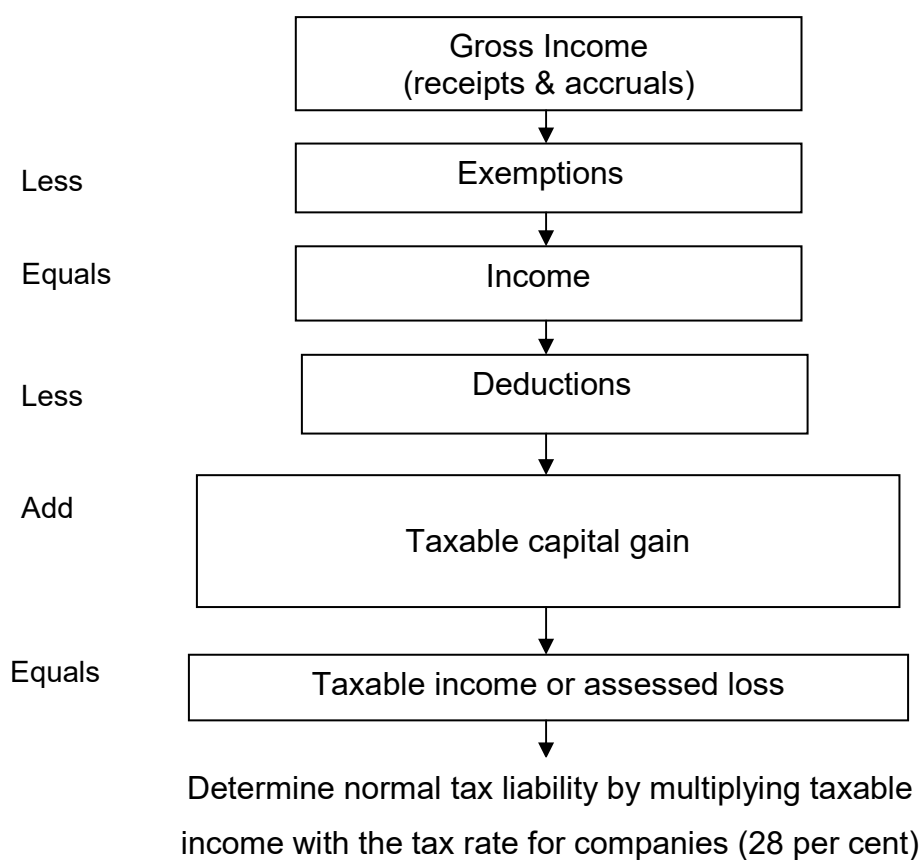 Gross Income
(receipts & accruals)
Less
Exemptions
Equals
Income
Less
Deductions
Add
Taxable capital gain
Equals
Taxable income or assessed loss
Determine normal tax liability by multiplying taxable
income with the tax rate for companies (28 per cent)